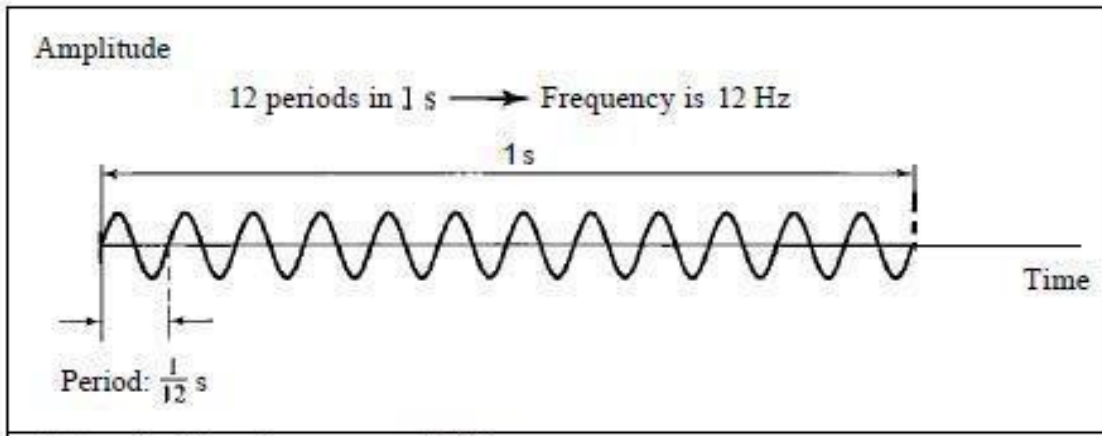 Amplitude
12 periods in 1 s → Frequency is 12 Hz
1 s
Time
Period: 1/12 s